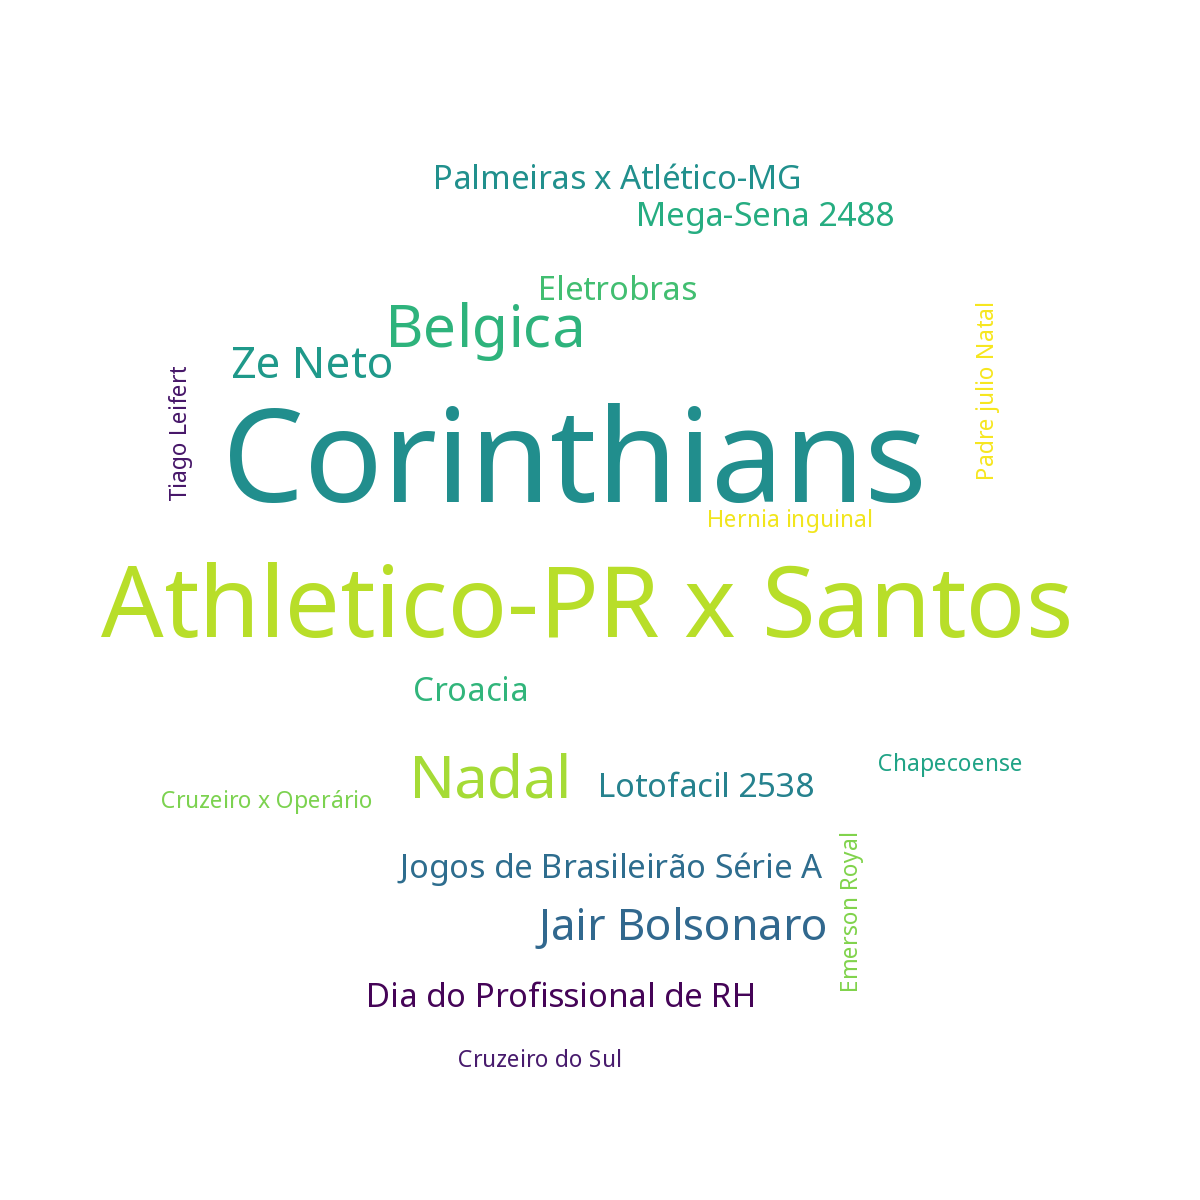 Palmeiras x Atlético-MG
Mega-Sena 2488
Eletrobras
Belgica
Ze Neto
Tiago Leifert
Padre julio Natal
Corinthians
Hernia inguinal
Athletico-PR x Santos
Croacia
Nadal
Lotofacil 2538
Chapecoense
Cruzeiro x Operário
Jogos de Brasileirão Série A
Emerson Royal
Jair Bolsonaro
Dia do Profissional de RH
Cruzeiro do Sul